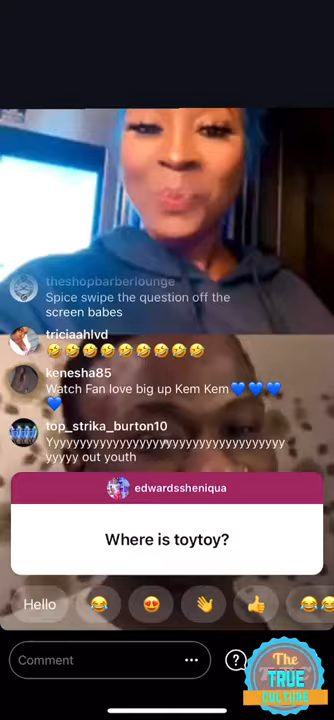 theshopbarberlounge
Spice swipe the question off the
screen babes
triciaahlvd
🤣🤣🤣🤣🤣🤣🤣🤣🤣
kenesha85
Watch Fan love big up Kem Kem💙💙💙
💙
top_strika_burton10
Yyyyyyyyyyyyyyyyyyyyyyyyyyyyyyyyyyyy
yyyyy out youth
edwardssheniqua
Where is toytoy?
Hello 😂 😍 👋 👍 😂😂
Comment ...
?
The
TRUE
CULTURE